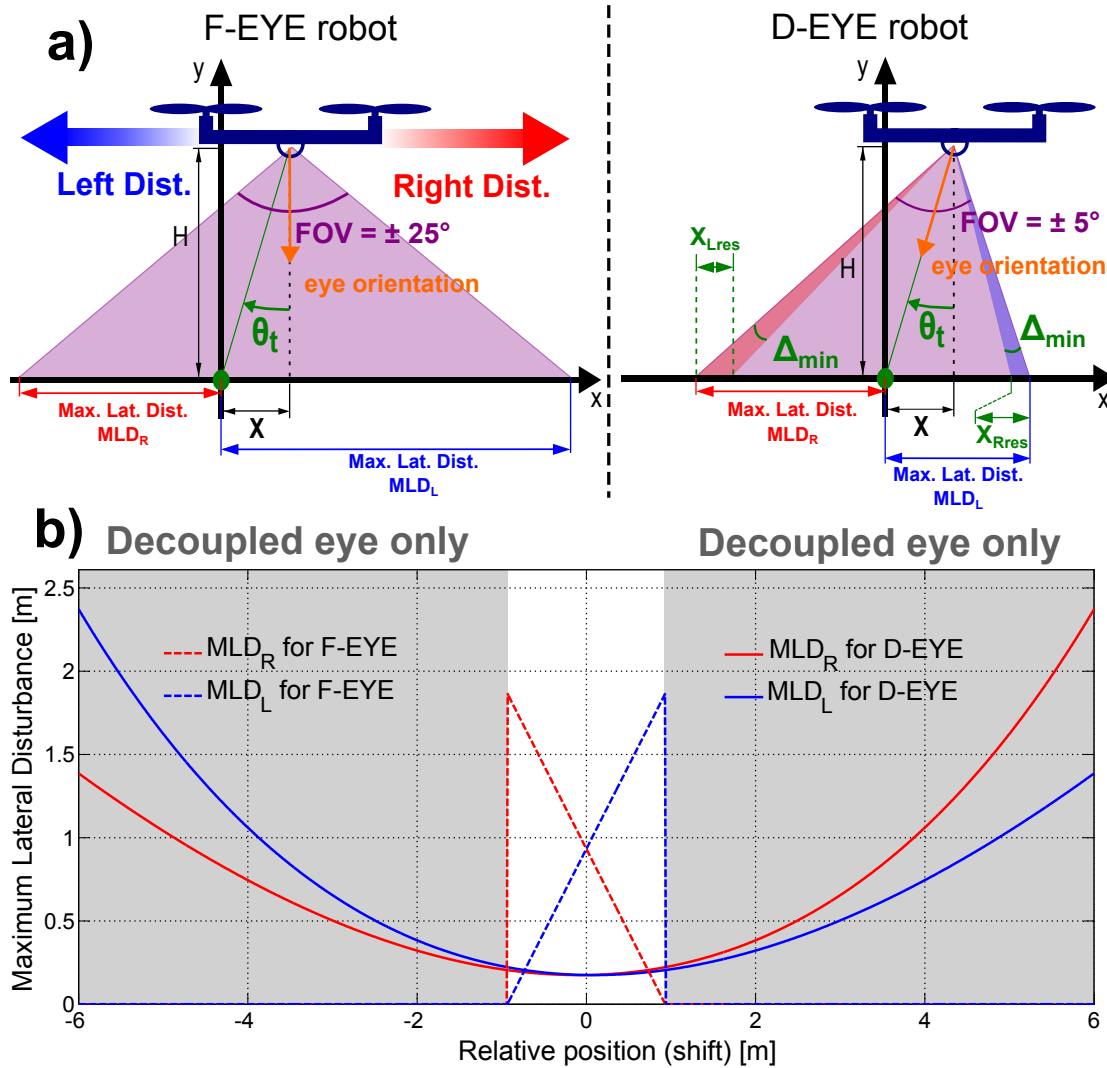 a)
F-EYE robot
D-EYE robot
y
y
Left Dist.
Right Dist.
H
FOV = ± 25°
eye orientation
θt
x
Max. Lat. Dist.
MLDR
X
Max. Lat. Dist.
MLDL
XLres
H
FOV = ± 5°
eye orientation
θt
Δmin
Δmin
x
Max. Lat. Dist.
MLDR
X
XRres
Max. Lat. Dist.
MLDL
b)
Decoupled eye only
Decoupled eye only
Maximum Lateral Disturbance [m]
2.5
2
1.5
1
0.5
0
MLDR for F-EYE
MLDL for F-EYE
MLDR for D-EYE
MLDL for D-EYE
-6
-4
-2
0
2
4
6
Relative position (shift) [m]